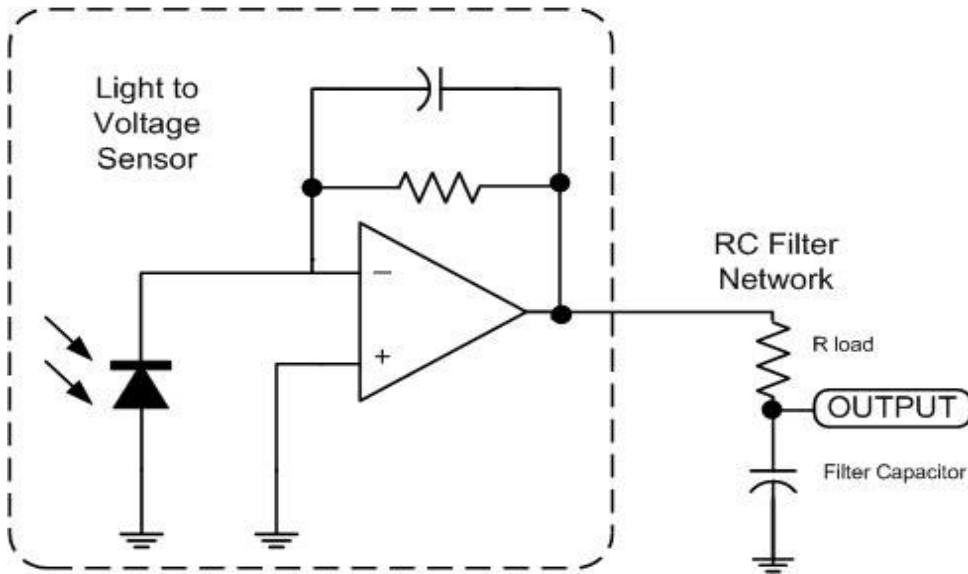 Light to
Voltage
Sensor
−
+
RC Filter
Network
R load
OUTPUT
Filter Capacitor